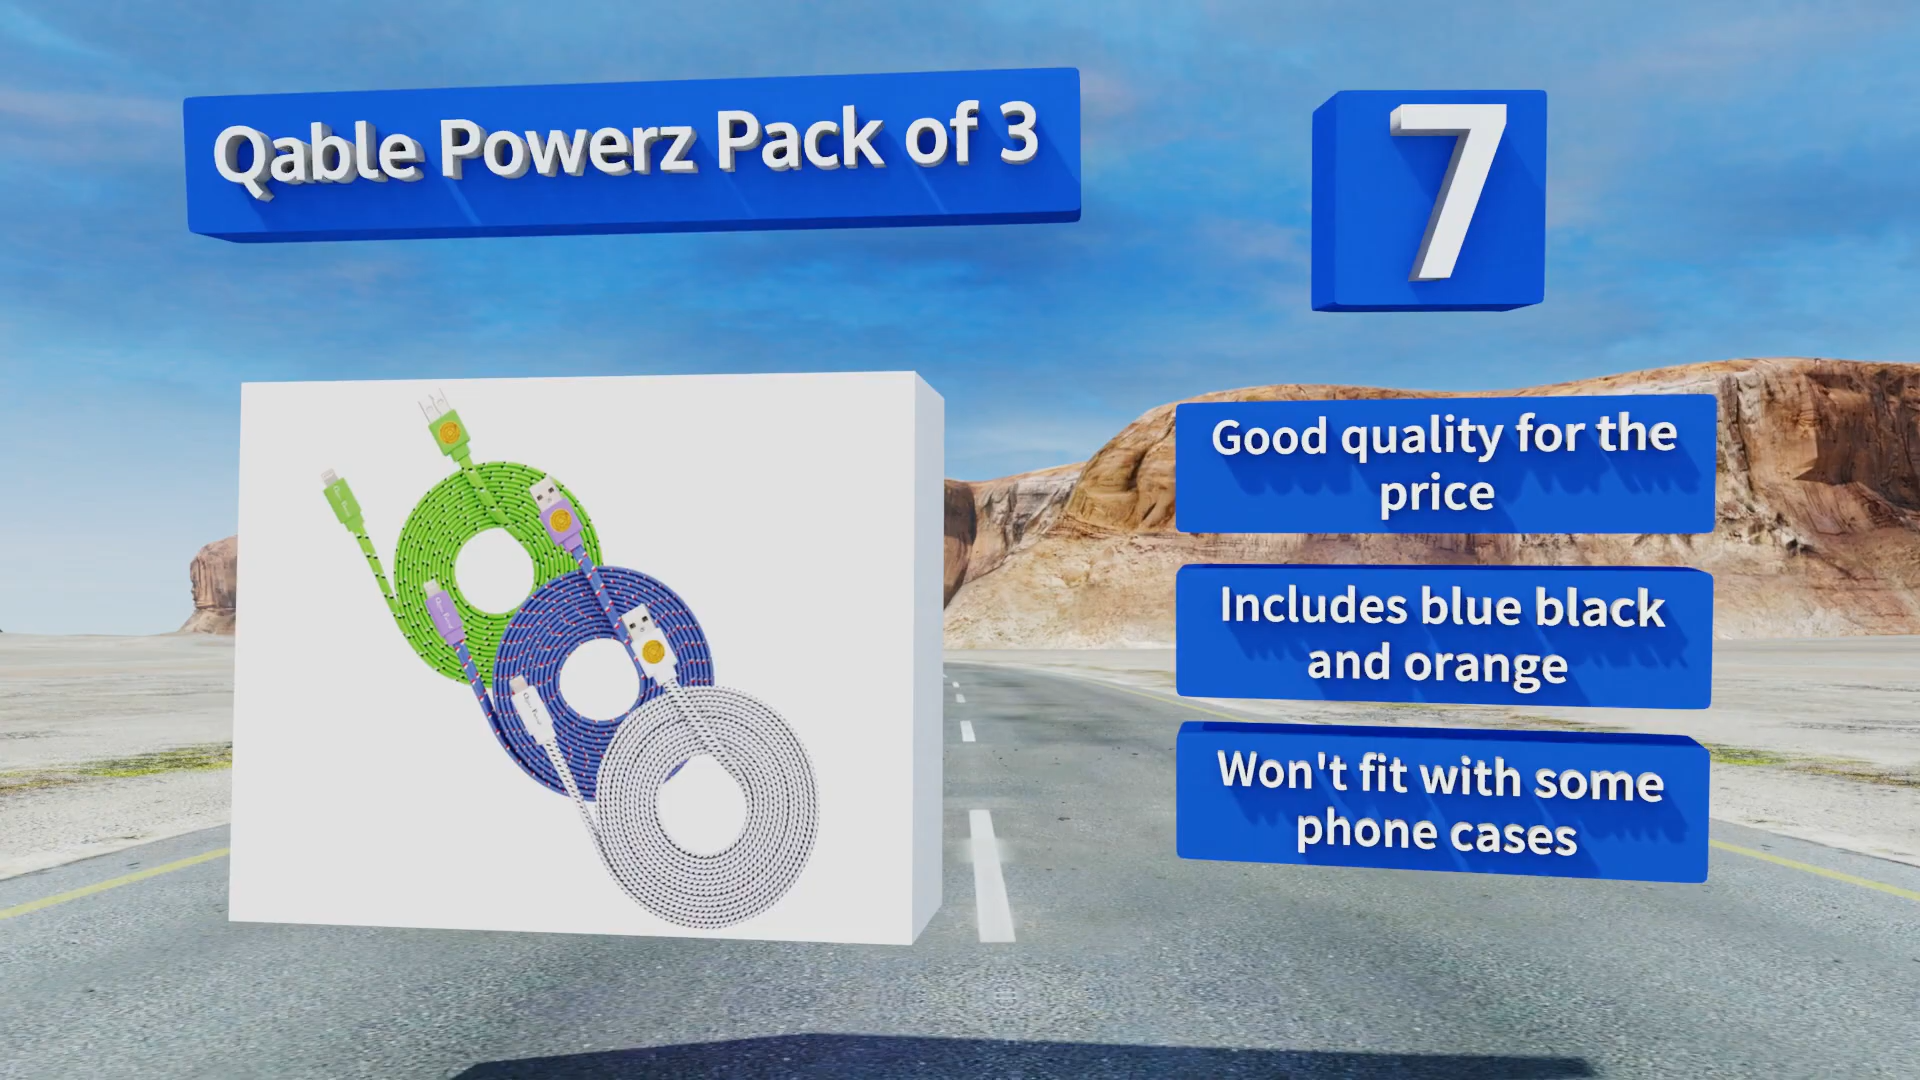 Qable Powerz Pack of 3
7
Good quality for the
price
Includes blue black
and orange
Won't fit with some
phone cases